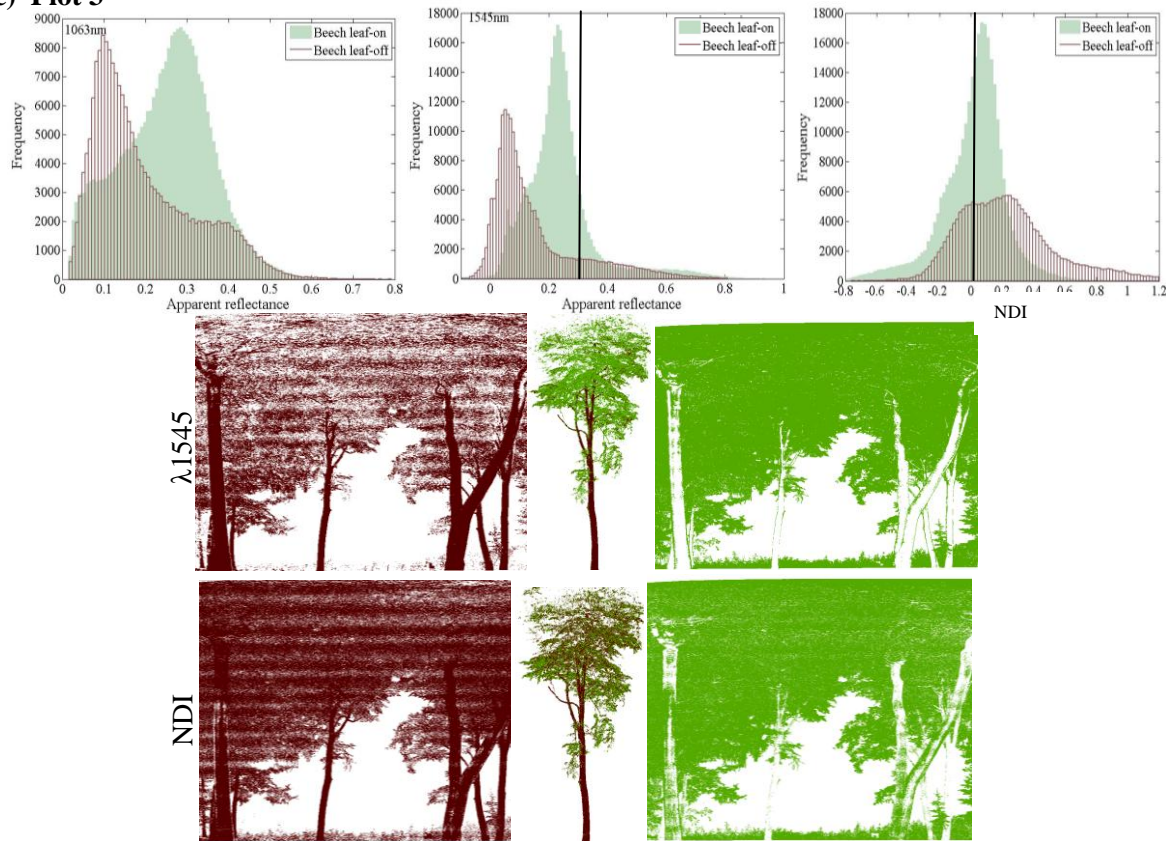 Plot 3
9000
8000
7000
6000
5000
4000
3000
2000
1000
0
Frequency
1063nm
Beech leaf-on
Beech leaf-off
0 0.1 0.2 0.3 0.4 0.5 0.6 0.7 0.8
Apparent reflectance
18000
16000
14000
12000
10000
8000
6000
4000
2000
0
Frequency
1545nm
Beech leaf-on
Beech leaf-off
0 0.2 0.4 0.6 0.8 1
Apparent reflectance
18000
16000
14000
12000
18000
8000
6000
4000
18000
Frequency
Beech leaf-on
Beech leaf-off
-0.8 -0.6 -0.4 -0.2 0 0.2 0.4 0.6 0.8 1 1.2
NDI
λ1545
NDI